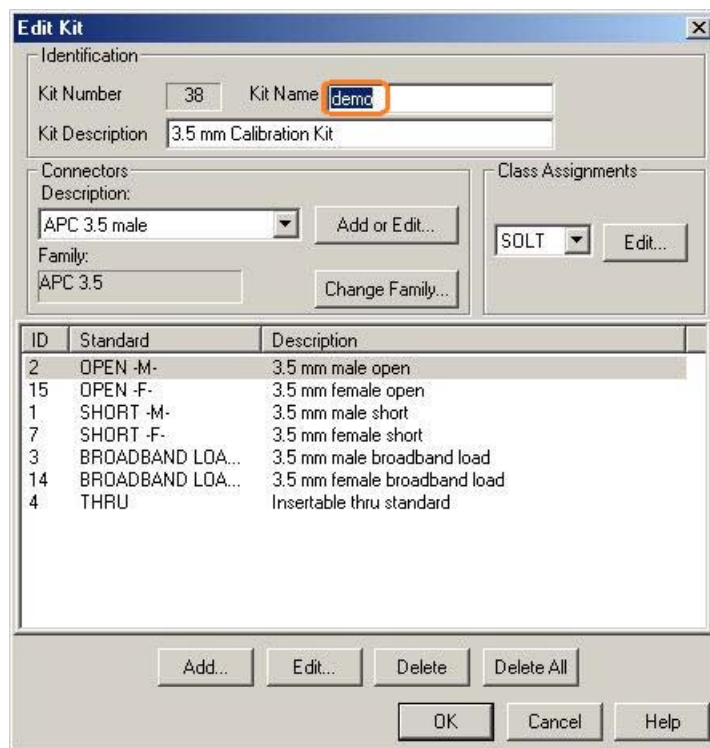 Edit Kit
Identification
Kit Number 38 Kit Name demo
Kit Description 3.5 mm Calibration Kit
Connectors
Description:
APC 3.5 male Add or Edit...
Family:
APC 3.5 Change Family...
Class Assignments
SOLT Edit...
ID Standard Description
2 OPEN -M- 3.5 mm male open
15 OPEN -F- 3.5 mm female open
1 SHORT -M- 3.5 mm male short
7 SHORT -F- 3.5 mm female short
3 BROADBAND LOA... 3.5 mm male broadband load
14 BROADBAND LOA... 3.5 mm female broadband load
4 THRU Insertable thru standard
Add... Edit... Delete Delete All
OK Cancel Help